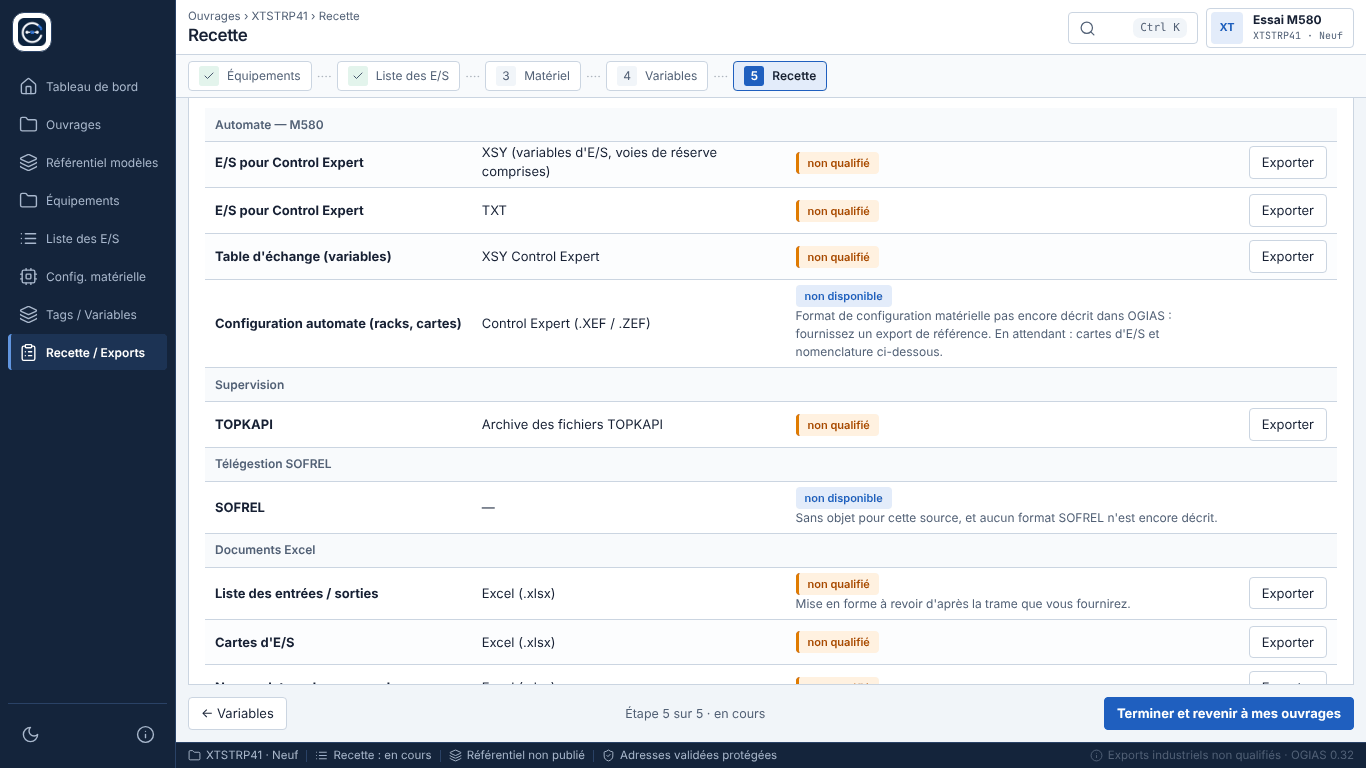 Ouvrages › XTSTRP41 › Recette
Recette
Ctrl K
XT
Essai M580
XTSTRP41 · Neuf
Tableau de bord
Ouvrages
Référentiel modèles
Équipements
Liste des E/S
Config. matérielle
Tags / Variables
Recette / Exports
Équipements
Liste des E/S
3 Matériel
4 Variables
5 Recette
Automate — M580
E/S pour Control Expert
XSY (variables d'E/S, voies de réserve
comprises)
non qualifié
Exporter
E/S pour Control Expert
TXT
non qualifié
Exporter
Table d'échange (variables)
XSY Control Expert
non qualifié
Exporter
Configuration automate (racks, cartes)
Control Expert (.XEF / .ZEF)
non disponible
Format de configuration matérielle pas encore décrit dans OGIAS :
fournissez un export de référence. En attendant : cartes d'E/S et
nomenclature ci-dessous.
Supervision
TOPKAPI
Archive des fichiers TOPKAPI
non qualifié
Exporter
Télégestion SOFREL
SOFREL
—
non disponible
Sans objet pour cette source, et aucun format SOFREL n'est encore décrit.
Documents Excel
Liste des entrées / sorties
Excel (.xlsx)
non qualifié
Mise en forme à revoir d'après la trame que vous fournirez.
Exporter
Cartes d'E/S
Excel (.xlsx)
non qualifié
Exporter
← Variables
Étape 5 sur 5 · en cours
Terminer et revenir à mes ouvrages
XTSTRP41 · Neuf
Recette : en cours
Référentiel non publié
Adresses validées protégées
Exports industriels non qualifiés · OGIAS 0.32